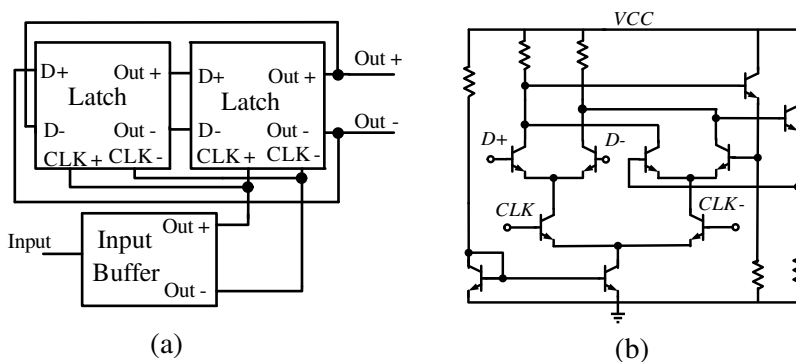 D+
Out +
Latch
D-
Out -
CLK+
CLK-
D+
Out +
Latch
D-
Out -
CLK+
CLK-
Out +
Out -
Input
Out +
Input
Buffer
Out -
(a)
VCC
D+
D-
CLK
CLK-
(b)